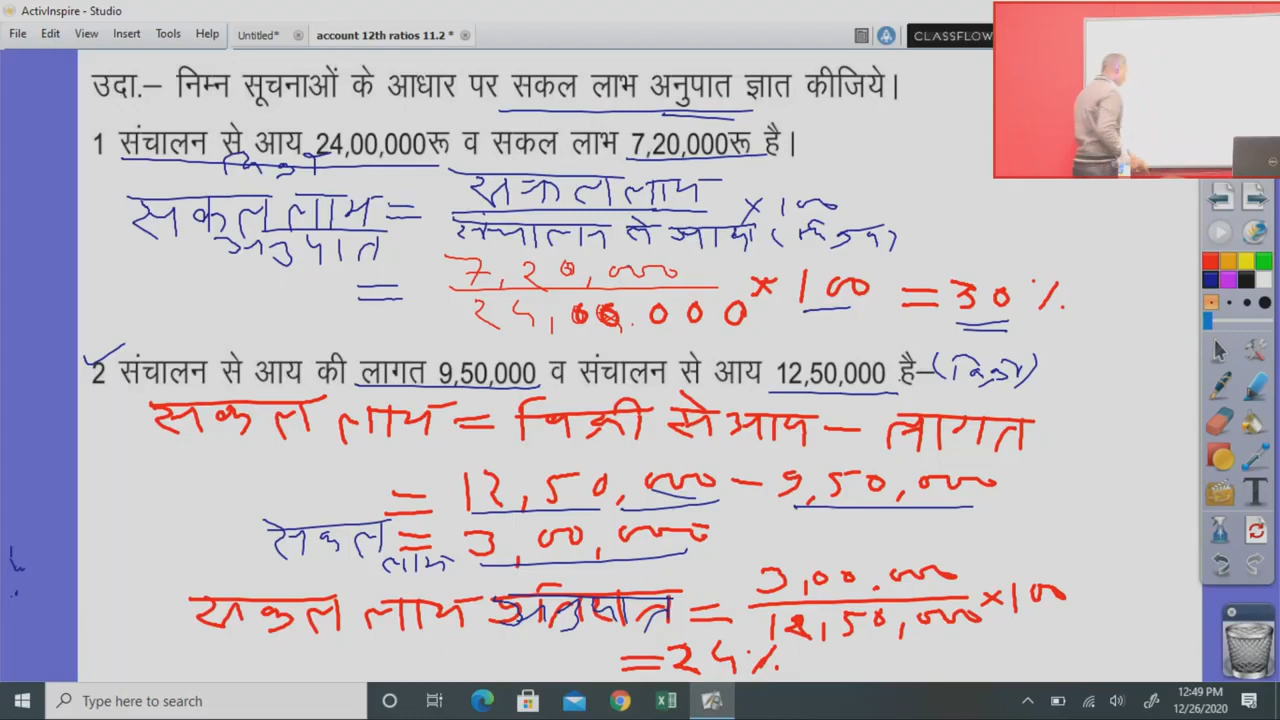 ActivInspire - Studio
File Edit View Insert Tools Help Untitled* account 12th ratios 11.2 * CLASSFLOW
उदा.– निम्न सूचनाओं के आधार पर सकल लाभ अनुपात ज्ञात कीजिये।
1 संचालन से आय 24,00,000रू व सकल लाभ 7,20,000रू है।
सकल लाभ = सकल लाभ × 100
अनुपात संचालन से आय
= 7,20,000
24,00,000 * 100 = 30%
2 संचालन से आय की लागत 9,50,000 व संचालन से आय 12,50,000 है–
सकल लाभ = बिक्री से आय – लागत
= 12,50,000 – 9,50,000
सकल = 3,00,000
लाभ
सकल लाभ अनुपात = 3,00,000 × 100
12,50,000
= 24%
Type here to search
12:49 PM
12/26/2020